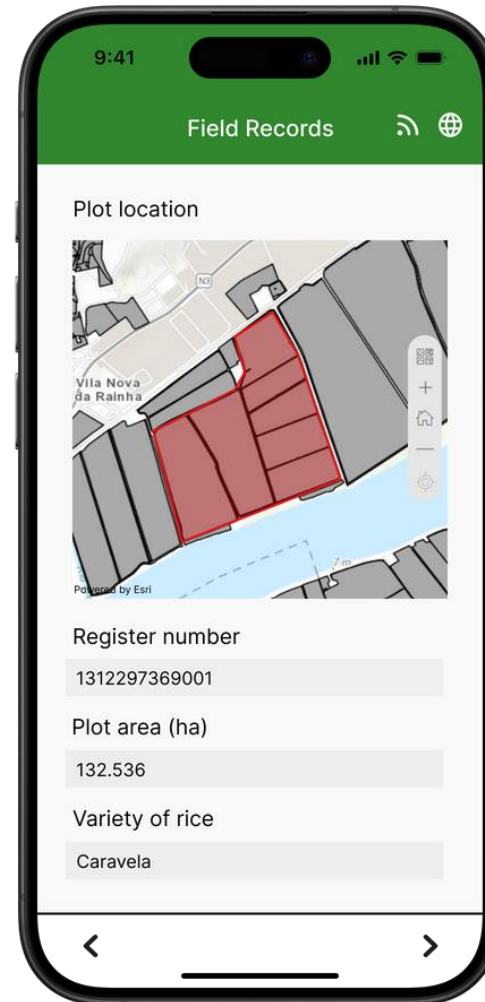 9:41
Field Records
Plot location
N3
Vila Nova
da Rainha
7 m
Powered by Esri
Register number
1312297369001
Plot area (ha)
132.536
Variety of rice
Caravela